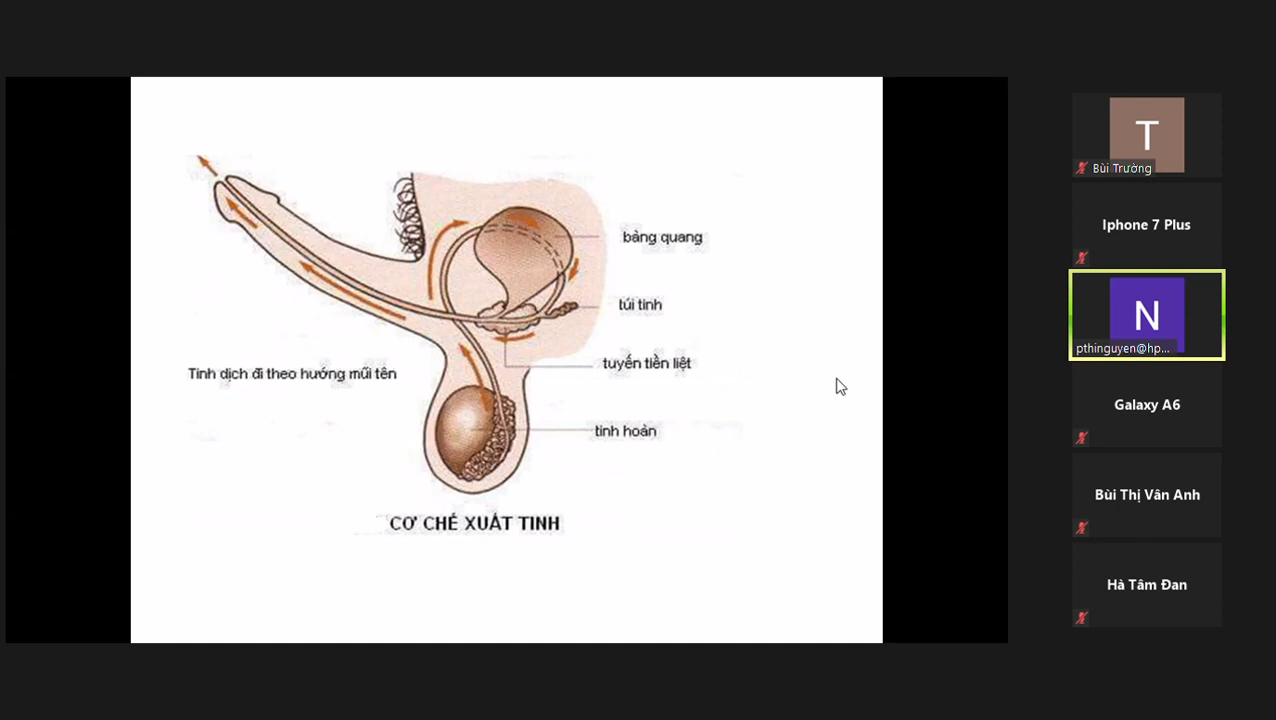 bàng quang
túi tinh
tuyến tiền liệt
Tinh dịch đi theo hướng mũi tên
tinh hoàn
CƠ CHẾ XUẤT TINH
T
Bùi Trường
Iphone 7 Plus
N
pthinguyen@hp...
Galaxy A6
Bùi Thị Vân Anh
Hà Tâm Đan